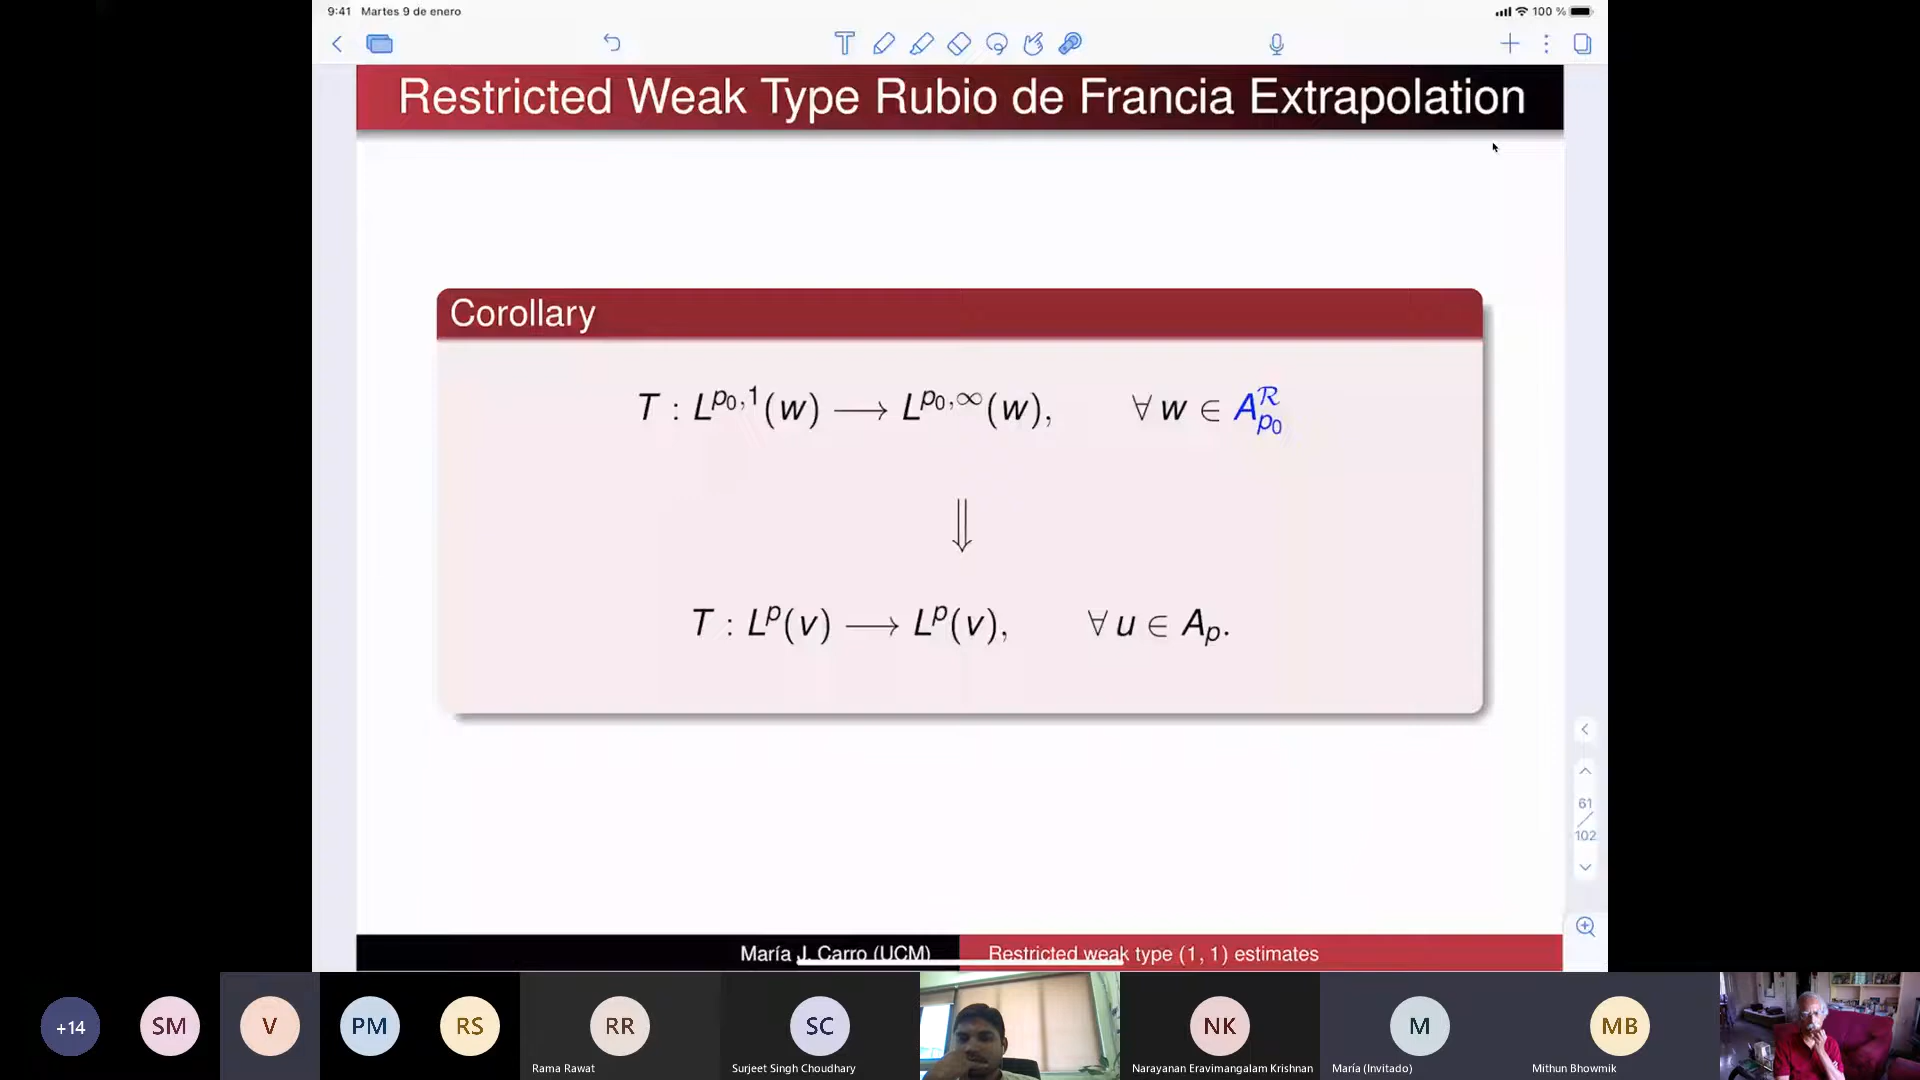 9:41 Martes 9 de enero 100 %
Restricted Weak Type Rubio de Francia Extrapolation
Corollary
T : L^{p_0,1}(w) ⟶ L^{p_0,∞}(w), ∀ w ∈ A^ℛ_{p_0}
⇓
T : L^p(v) ⟶ L^p(v), ∀ u ∈ A_p.
61
102
María J. Carro (UCM) Restricted weak type (1, 1) estimates
+14 SM V PM RS RR SC NK M MB
Rama Rawat Surjeet Singh Choudhary Narayanan Eravimangalam Krishnan María (Invitado) Mithun Bhowmik